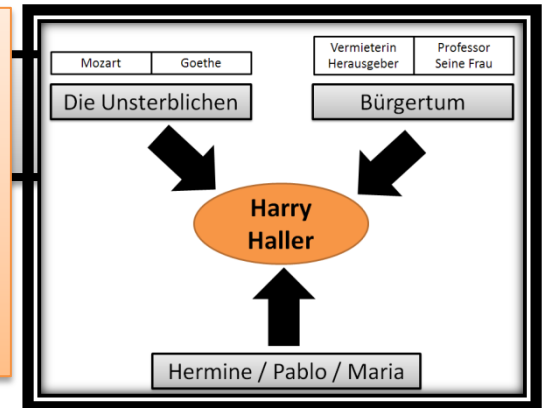 Mozart
Goethe
Vermieterin
Herausgeber
Professor
Seine Frau
Die Unsterblichen
Bürgertum
Harry
Haller
Hermine / Pablo / Maria